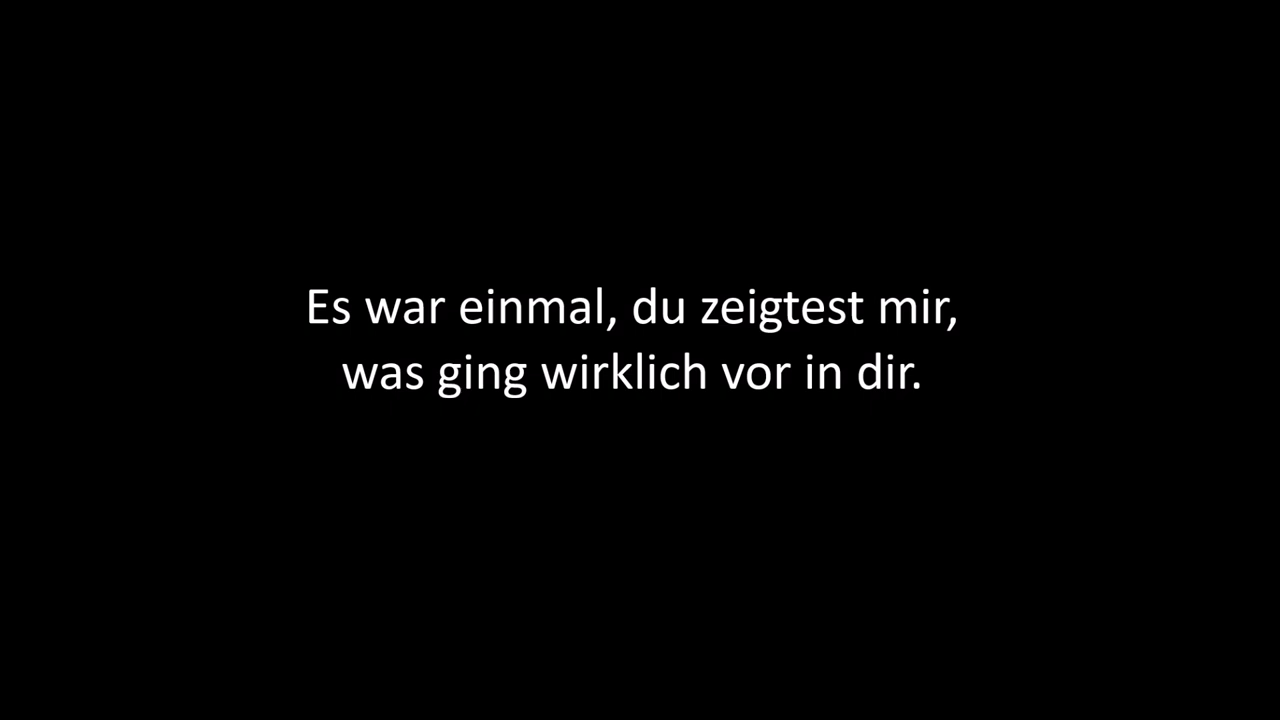 Es war einmal, du zeigtest mir,
was ging wirklich vor in dir.